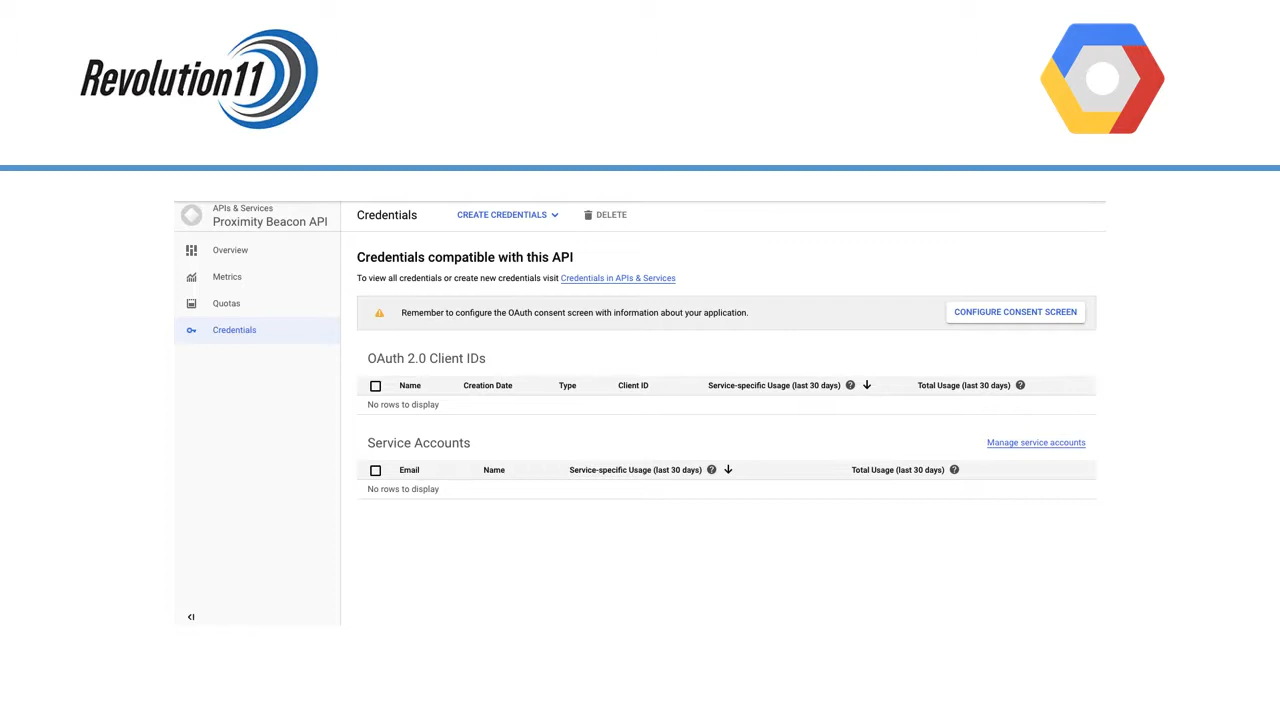 Revolution11
APIs & Services
Proximity Beacon API
Credentials
CREATE CREDENTIALS
DELETE
Overview
Metrics
Quotas
Credentials
Credentials compatible with this API
To view all credentials or create new credentials visit Credentials in APIs & Services
Remember to configure the OAuth consent screen with information about your application.
CONFIGURE CONSENT SCREEN
OAuth 2.0 Client IDs
Name Creation Date Type Client ID Service-specific Usage (last 30 days) Total Usage (last 30 days)
No rows to display
Service Accounts
Manage service accounts
Email Name Service-specific Usage (last 30 days) Total Usage (last 30 days)
No rows to display